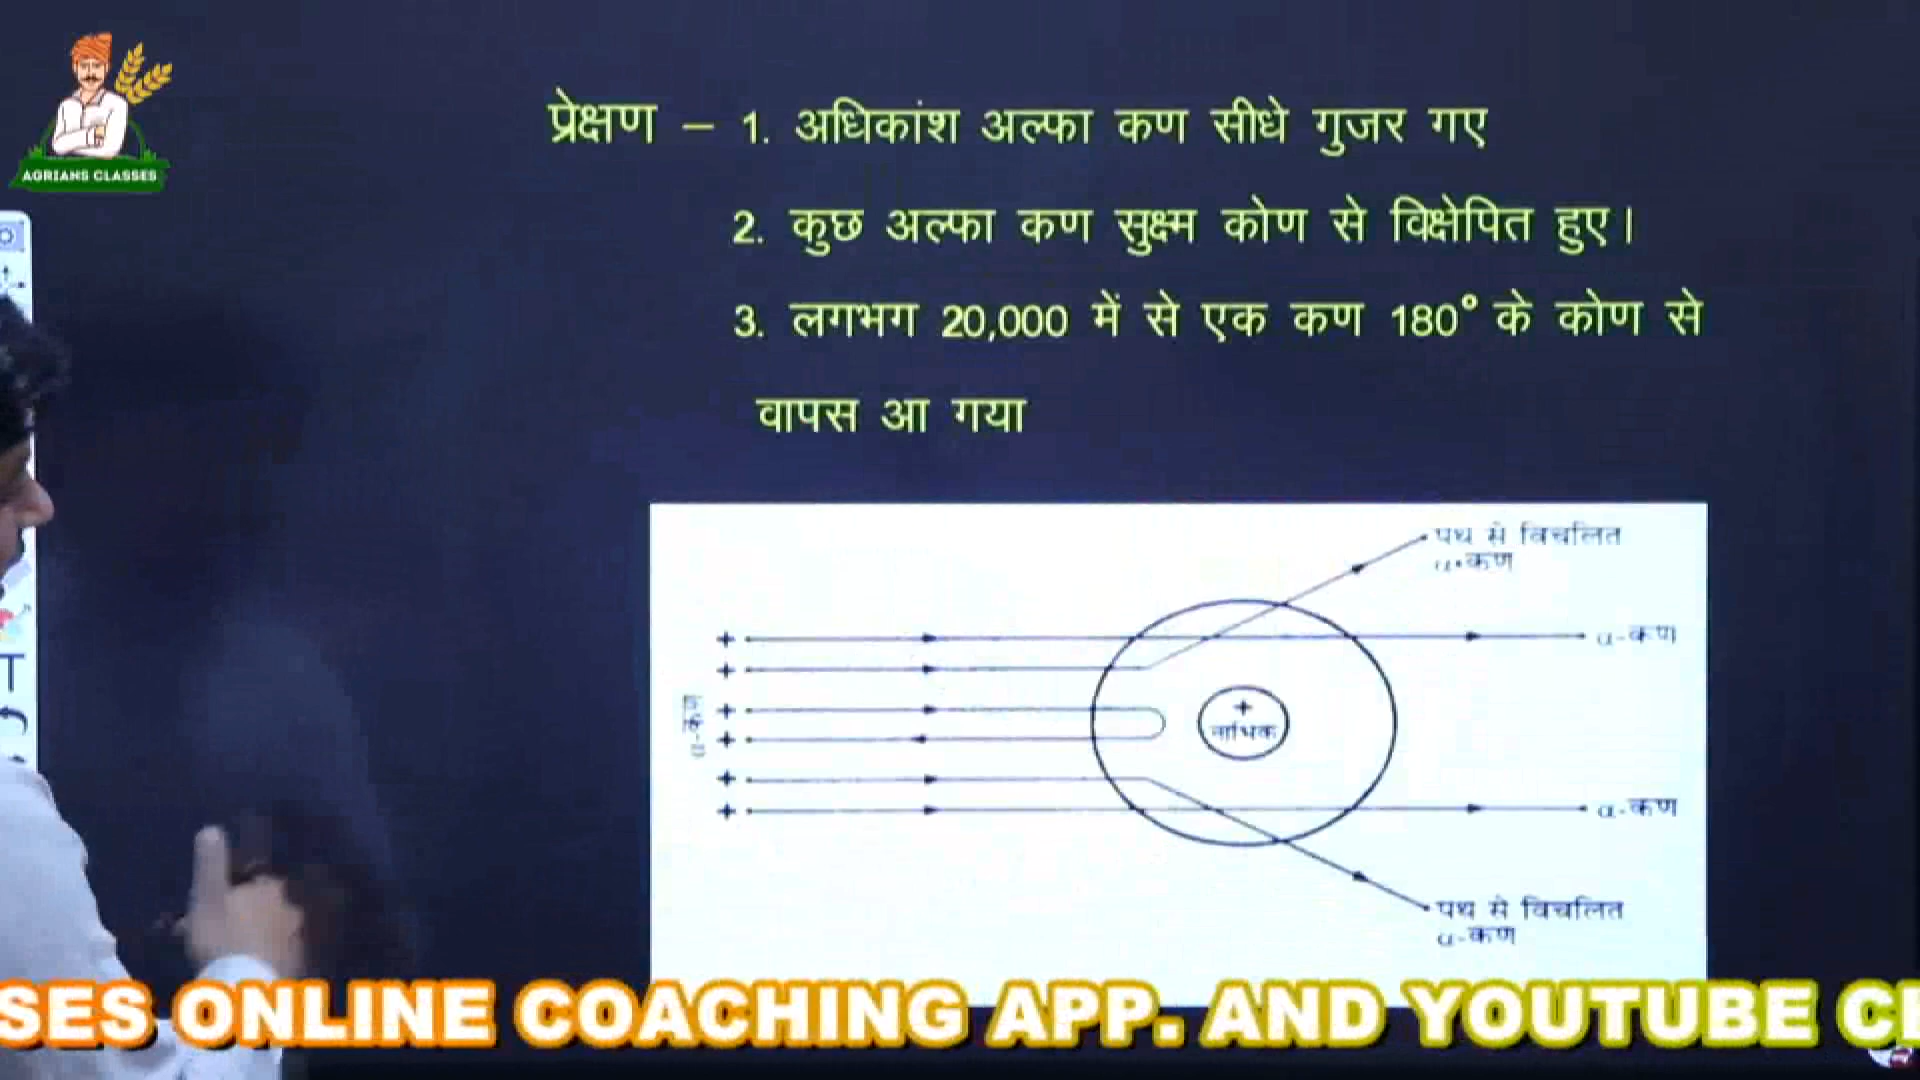 AGRIANS CLASSES
प्रेक्षण – 1. अधिकांश अल्फा कण सीधे गुजर गए
2. कुछ अल्फा कण सुक्ष्म कोण से विक्षेपित हुए।
3. लगभग 20,000 में से एक कण 180° के कोण से
वापस आ गया
पथ से विचलित
α-कण
+
α-कण
+
α-कण
+
+
+
नाभिक
+
+
α-कण
पथ से विचलित
α-कण
SES ONLINE COACHING APP. AND YOUTUBE